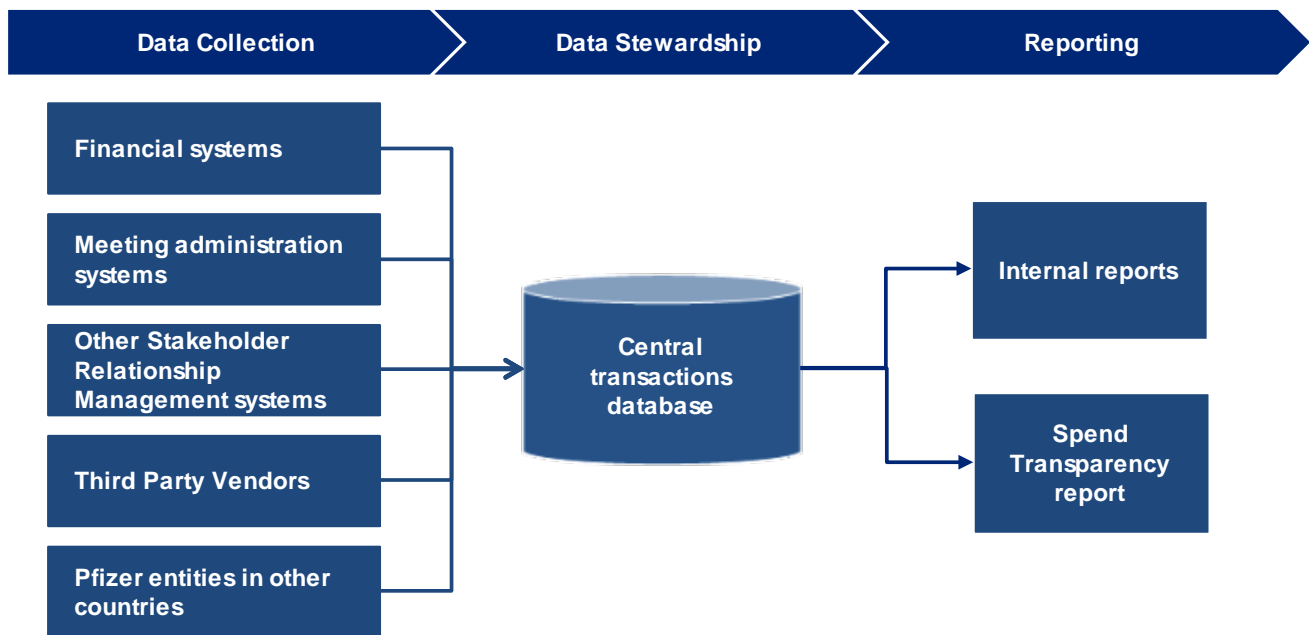 Data Collection
Data Stewardship
Reporting
Financial systems
Meeting administration
systems
Other Stakeholder
Relationship
Management systems
Third Party Vendors
Pfizer entities in other
countries
Central
transactions
database
Internal reports
Spend
Transparency
report